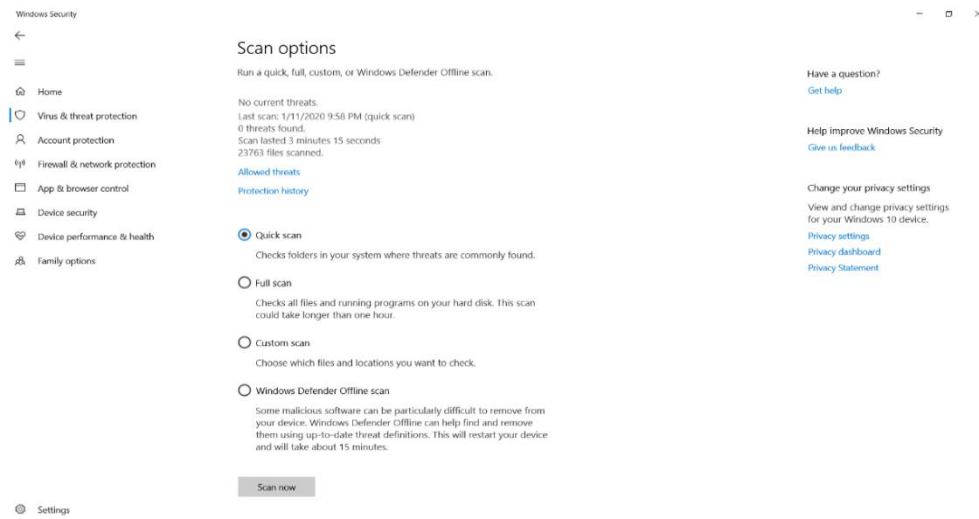 Windows Security
Home
Virus & threat protection
Account protection
Firewall & network protection
App & browser control
Device security
Device performance & health
Family options
Settings
Scan options
Run a quick, full, custom, or Windows Defender Offline scan.
No current threats.
Last scan: 1/11/2020 9:58 PM (quick scan)
0 threats found.
Scan lasted 3 minutes 15 seconds
23763 files scanned.
Allowed threats
Protection history
Quick scan
Checks folders in your system where threats are commonly found.
Full scan
Checks all files and running programs on your hard disk. This scan
could take longer than one hour.
Custom scan
Choose which files and locations you want to check.
Windows Defender Offline scan
Some malicious software can be particularly difficult to remove from
your device. Windows Defender Offline can help find and remove
them using up-to-date threat definitions. This will restart your device
and will take about 15 minutes.
Scan now
Have a question?
Get help
Help improve Windows Security
Give us feedback
Change your privacy settings
View and change privacy settings
for your Windows 10 device.
Privacy settings
Privacy dashboard
Privacy Statement